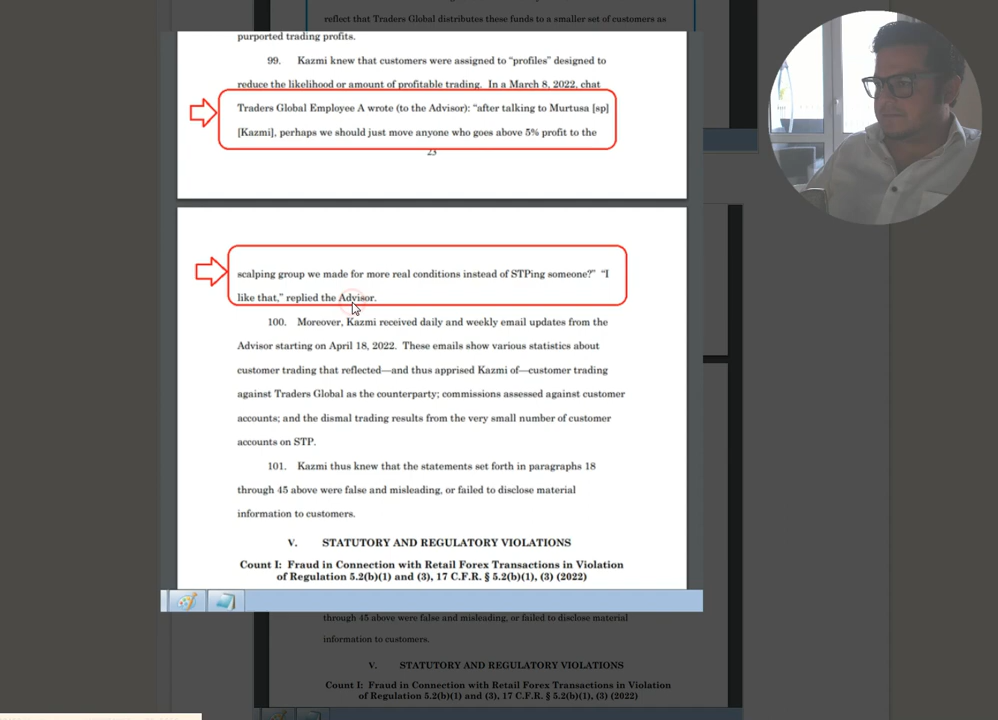 reflect that Traders Global distributes these funds to a smaller set of customers as
purported trading profits.
99. Kazmi knew that customers were assigned to “profiles” designed to
reduce the likelihood or amount of profitable trading. In a March 8, 2022, chat
Traders Global Employee A wrote (to the Advisor): “after talking to Murtusa [sp]
[Kazmi], perhaps we should just move anyone who goes above 5% profit to the
23
scalping group we made for more real conditions instead of STPing someone?” “I
like that,” replied the Advisor.
100. Moreover, Kazmi received daily and weekly email updates from the
Advisor starting on April 18, 2022. These emails show various statistics about
customer trading that reflected—and thus apprised Kazmi of—customer trading
against Traders Global as the counterparty; commissions assessed against customer
accounts; and the dismal trading results from the very small number of customer
accounts on STP.
101. Kazmi thus knew that the statements set forth in paragraphs 18
through 45 above were false and misleading, or failed to disclose material
information to customers.
V. STATUTORY AND REGULATORY VIOLATIONS
Count I: Fraud in Connection with Retail Forex Transactions in Violation
of Regulation 5.2(b)(1) and (3), 17 C.F.R. § 5.2(b)(1), (3) (2022)
through 45 above were false and misleading, or failed to disclose material
information to customers.
V. STATUTORY AND REGULATORY VIOLATIONS
Count I: Fraud in Connection with Retail Forex Transactions in Violation
of Regulation 5.2(b)(1) and (3), 17 C.F.R. § 5.2(b)(1), (3) (2022)